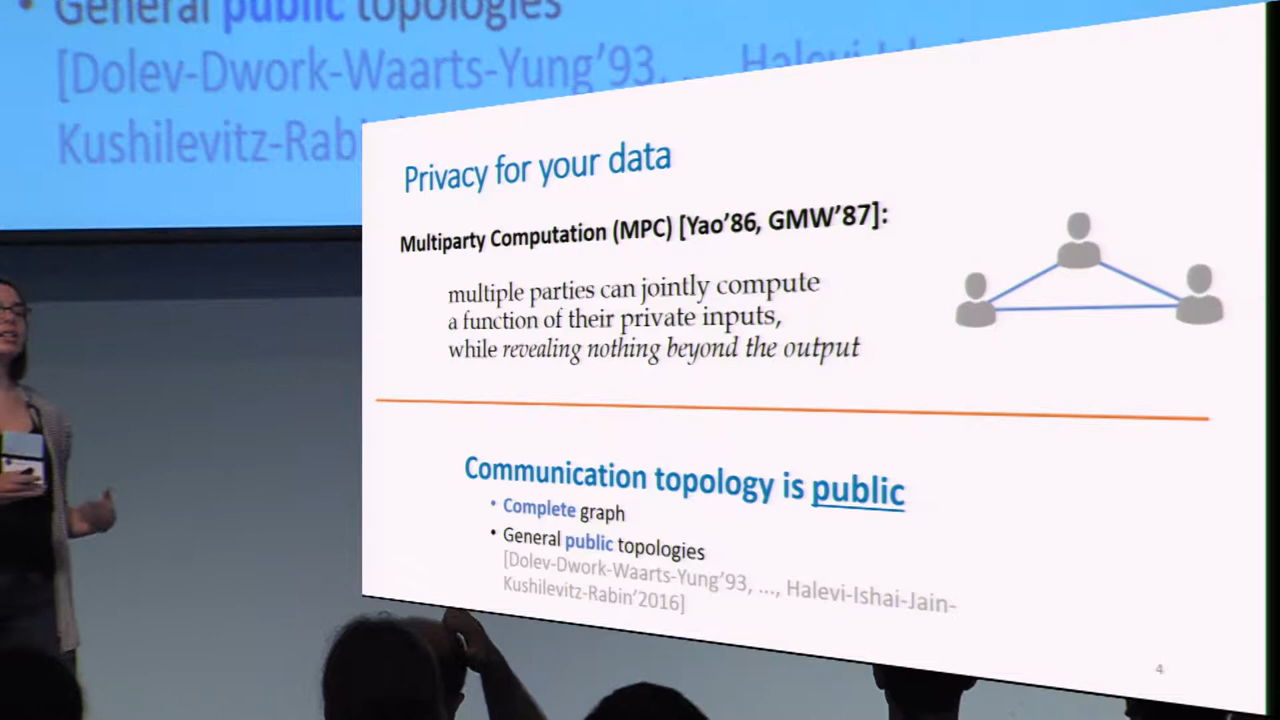 • General public topologies
[Dolev-Dwork-Waarts-Yung'93, ..., Halevi-Ishai-
Kushilevitz-Rabi
Privacy for your data
Multiparty Computation (MPC) [Yao'86, GMW'87]:
multiple parties can jointly compute
a function of their private inputs,
while revealing nothing beyond the output
Communication topology is public
• Complete graph
• General public topologies
[Dolev-Dwork-Waarts-Yung'93, ..., Halevi-Ishai-Jain-
Kushilevitz-Rabin'2016]
4